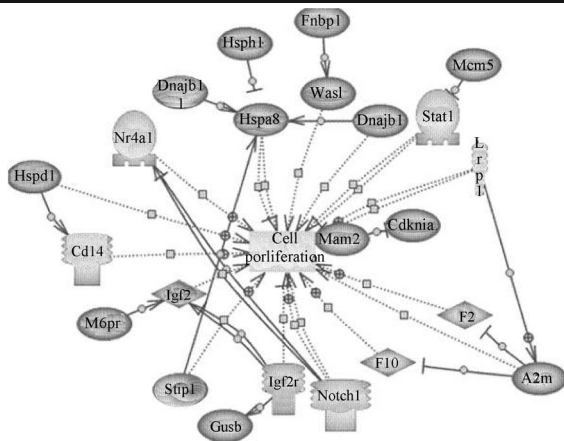 Fnbp1
Hsph1
Mcm5
Dnajb1
1
Hspa8
Wasl
Dnajb1
Stat1
Nr4a1
Lrp1
Hspd1
Cd14
Cell
porliferation
Mam2
Cdknia
Igf2
M6pr
F2
Stip1
Igf2r
Notch1
F10
A2m
Gusb